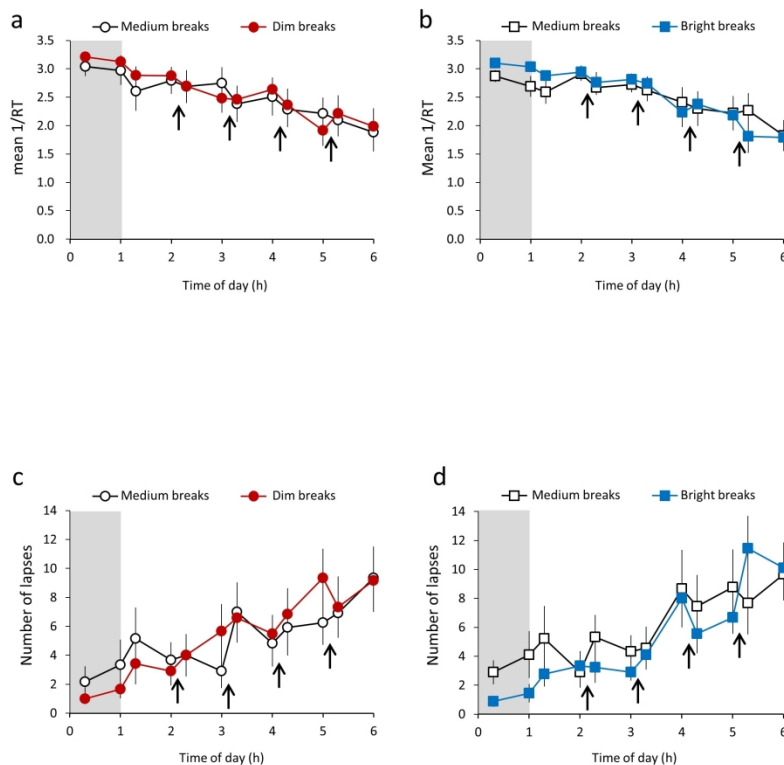 a
Medium breaks Dim breaks
mean 1/RT
3.5
3.0
2.5
2.0
1.5
1.0
0.5
0.0
0 1 2 3 4 5 6
Time of day (h)
b
Medium breaks Bright breaks
Mean 1/RT
3.5
3.0
2.5
2.0
1.5
1.0
0.5
0.0
0 1 2 3 4 5 6
Time of day (h)
c
Medium breaks Dim breaks
Number of lapses
14
12
10
8
6
4
2
0
0 1 2 3 4 5 6
Time of day (h)
d
Medium breaks Bright breaks
Number of lapses
14
12
10
8
6
4
2
0
0 1 2 3 4 5 6
Time of day (h)